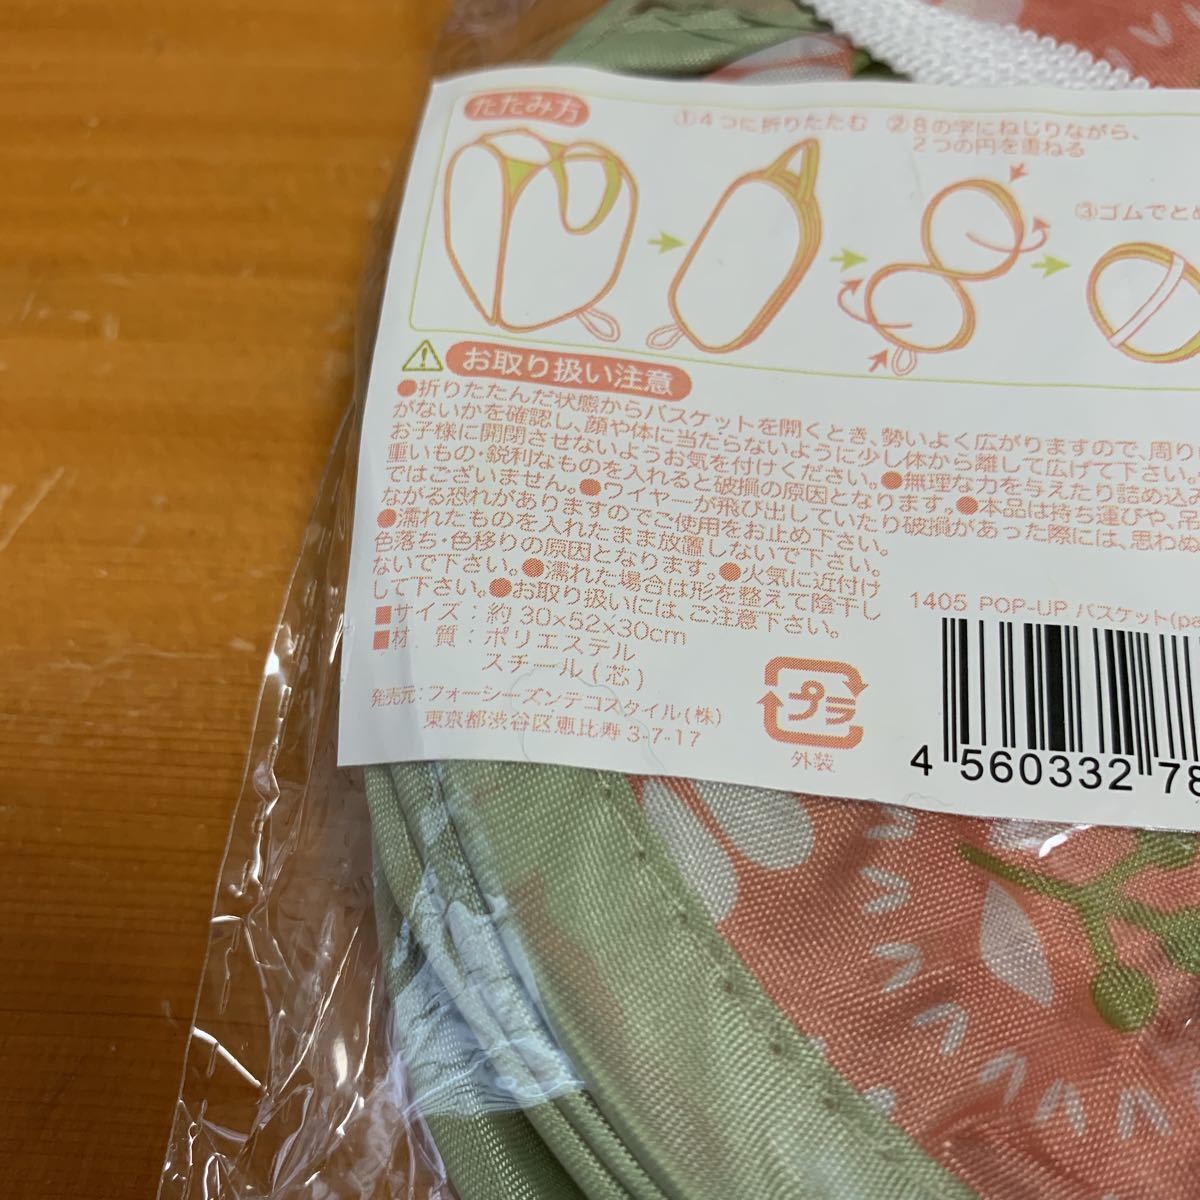 たたみ方
①4つに折りたたむ
②8の字にねじりながら、
2つの円を重ねる
③ゴムでとめ
お取り扱い注意
●折りたたんだ状態からバスケットを開くとき、勢いよく広がりますので、周り
がないかを確認し、顔や体に当たらないように少し体から離して広げて下さい。
お子様に開閉させないようお気を付けください。●無理な力を与えたり詰め込
重いもの・鋭利なものを入れると破損の原因となります。●本品は持ち運びや、吊
ではございません。●ワイヤーが飛び出していたり破損があった際には、思わぬ
ながる恐れがありますのでご使用をお止め下さい。
●濡れたものを入れたまま放置しないで下さい。
色落ち・色移りの原因となります。●火気に近付け
ないで下さい。●濡れた場合は形を整えて陰干し
して下さい。●お取り扱いには、ご注意下さい。
■サイズ：約 30×52×30cm
■材 質：ポリエステル
スチール(芯)
発売元：フォーシーズンデコスタイル(株)
東京都渋谷区恵比寿 3-7-17
プラ
外装
1405 POP-UP バスケット(pa
4 560332 78